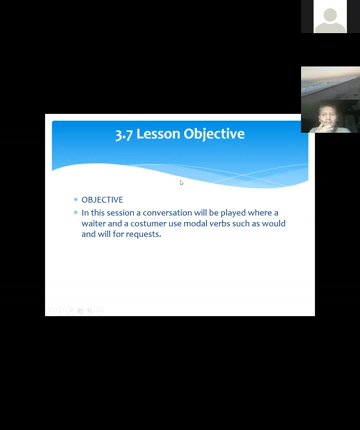 3.7 Lesson Objective
OBJECTIVE
In this session a conversation will be played where a
waiter and a costumer use modal verbs such as would
and will for requests.